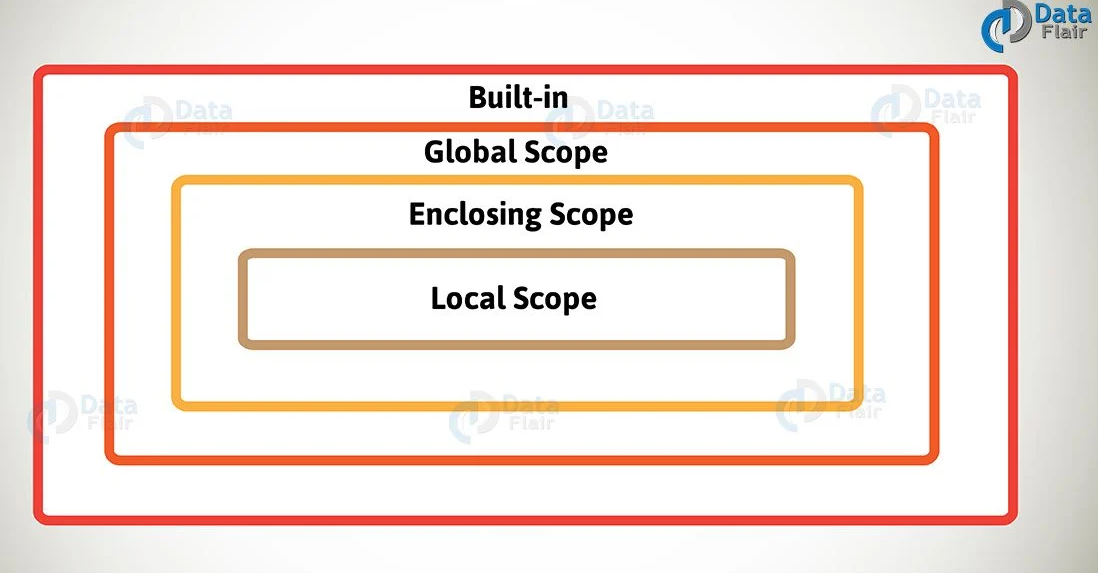 Data
Flair
Built-in
Data
Flair
Data
Flair
Data
Flair
Global Scope
Enclosing Scope
Local Scope
Data
Flair
Data
Flair
Data
Flair